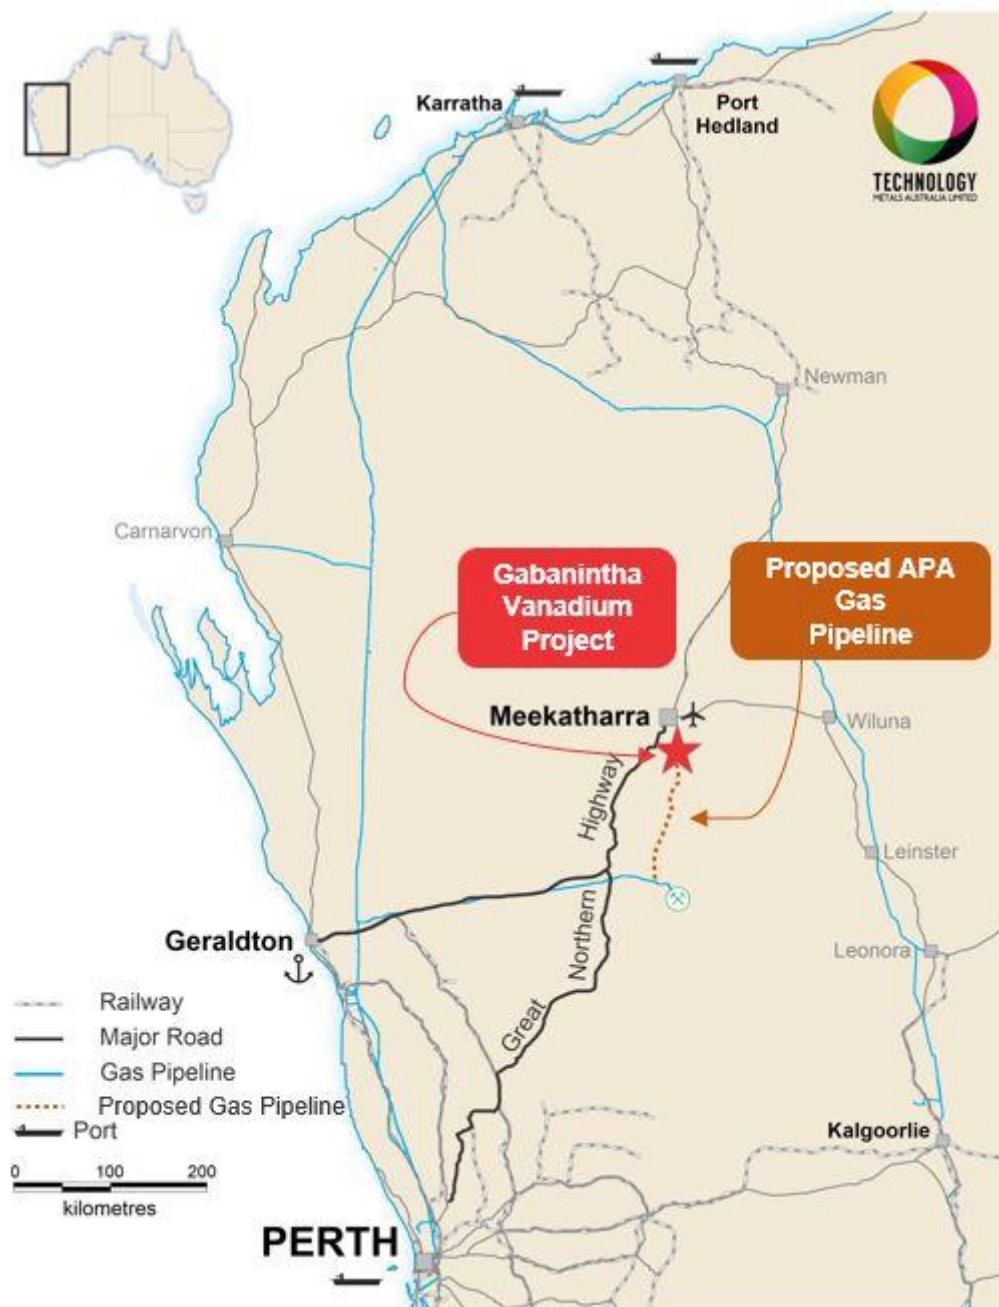 Karratha
Port
Hedland
TECHNOLOGY
METALS AUSTRALIA LIMITED
Newman
Carnarvon
Gabanintha
Vanadium
Project
Proposed APA
Gas
Pipeline
Meekatharra
Wiluna
Highway
Leinster
Northern
Geraldton
Leonora
Great
Railway
Major Road
Gas Pipeline
Proposed Gas Pipeline
Port
Kalgoorlie
0 100 200
kilometres
PERTH